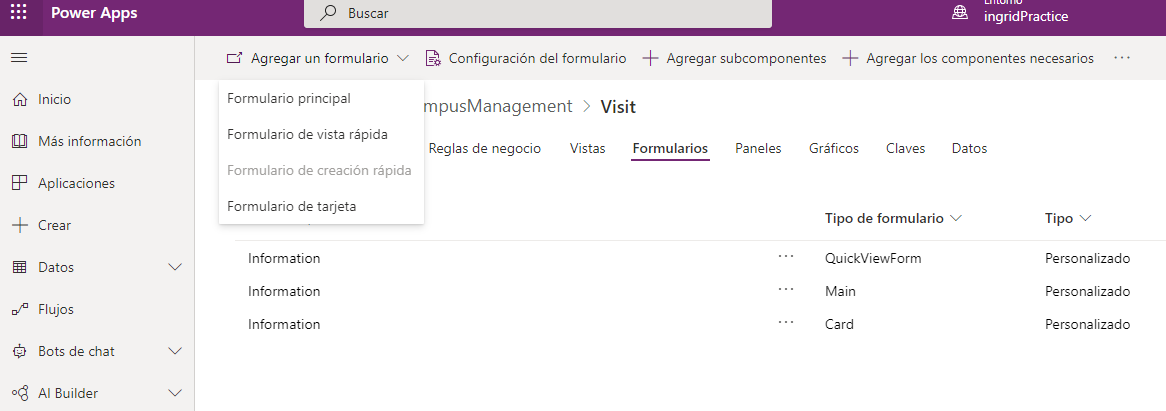 Power Apps
Buscar
Entorno
ingridPractice
Agregar un formulario
Configuración del formulario
Agregar subcomponentes
Agregar los componentes necesarios
Inicio
Más información
Aplicaciones
Crear
Datos
Flujos
Bots de chat
AI Builder
Formulario principal
Formulario de vista rápida
Formulario de creación rápida
Formulario de tarjeta
mpusManagement > Visit
Reglas de negocio
Vistas
Formularios
Paneles
Gráficos
Claves
Datos
Tipo de formulario
Tipo
Information ··· QuickViewForm Personalizado
Information ··· Main Personalizado
Information ··· Card Personalizado